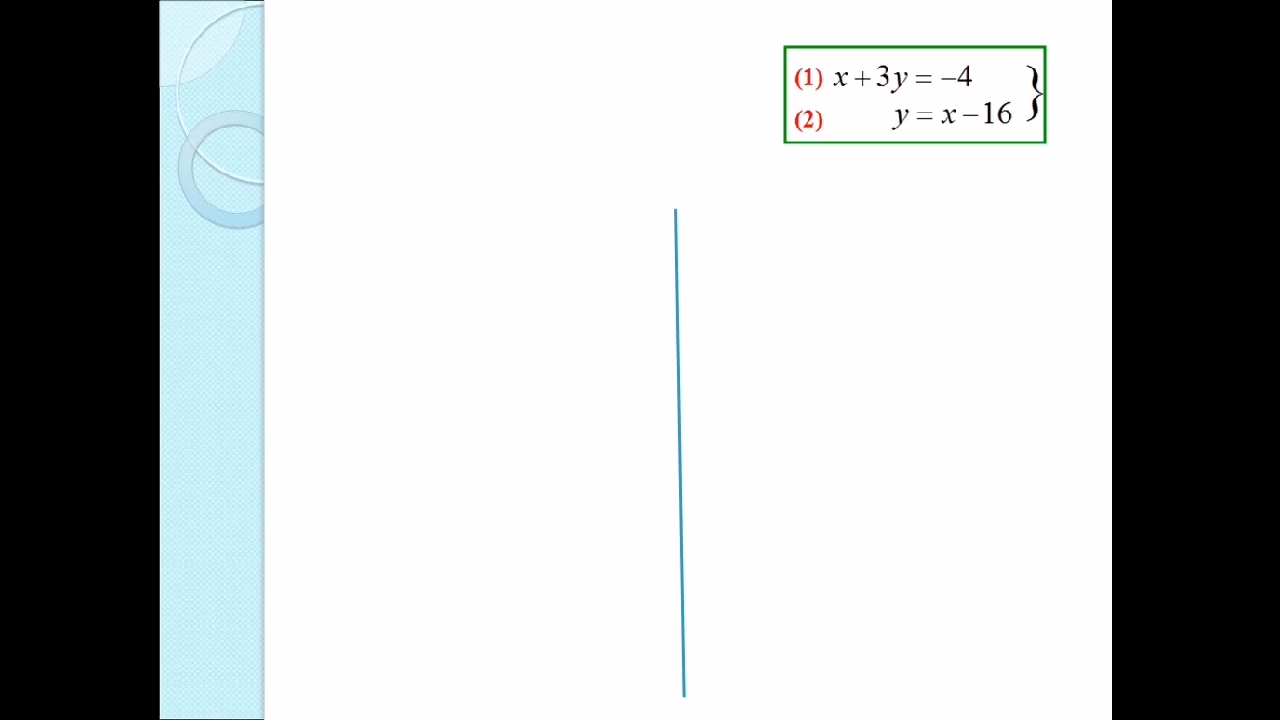 (1) x + 3y = −4
(2) y = x − 16 }